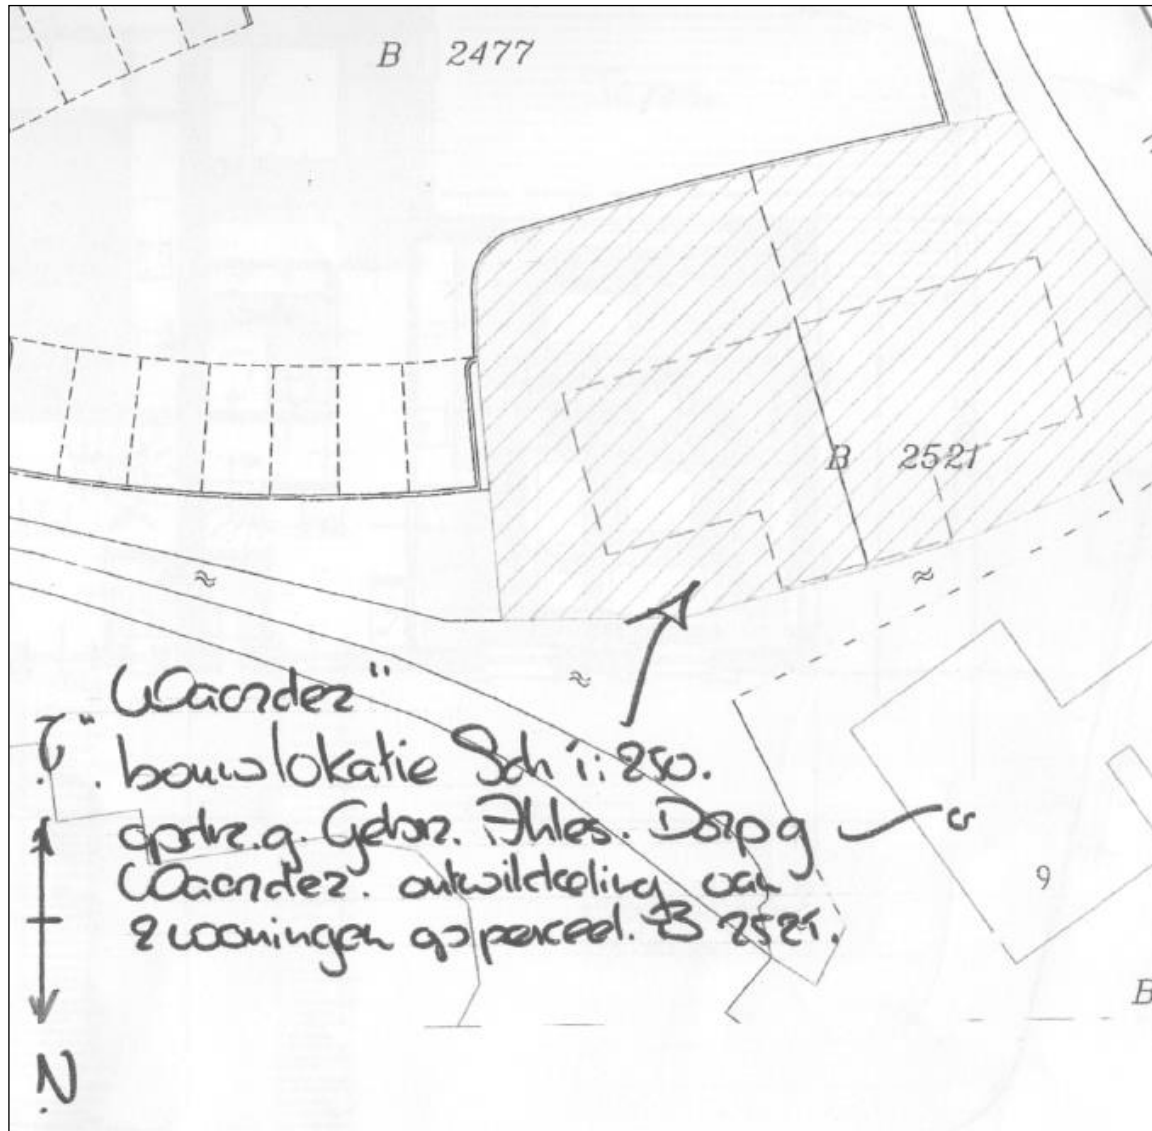 B 2477
B 2521
"Waarder"
bouwlokatie Sch 1:250.
opdr.g. Gebr. Ihles. Dorp 9
Waarder. ontwikkeling van
2 woningen op perceel. B 2521.
9
B
N